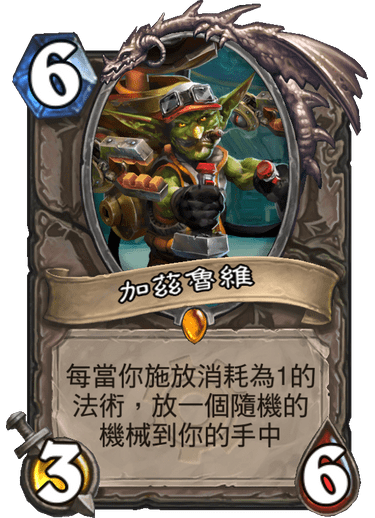 6
加茲魯維
每當你施放消耗為1的
法術，放一個隨機的
機械到你的手中
3
6